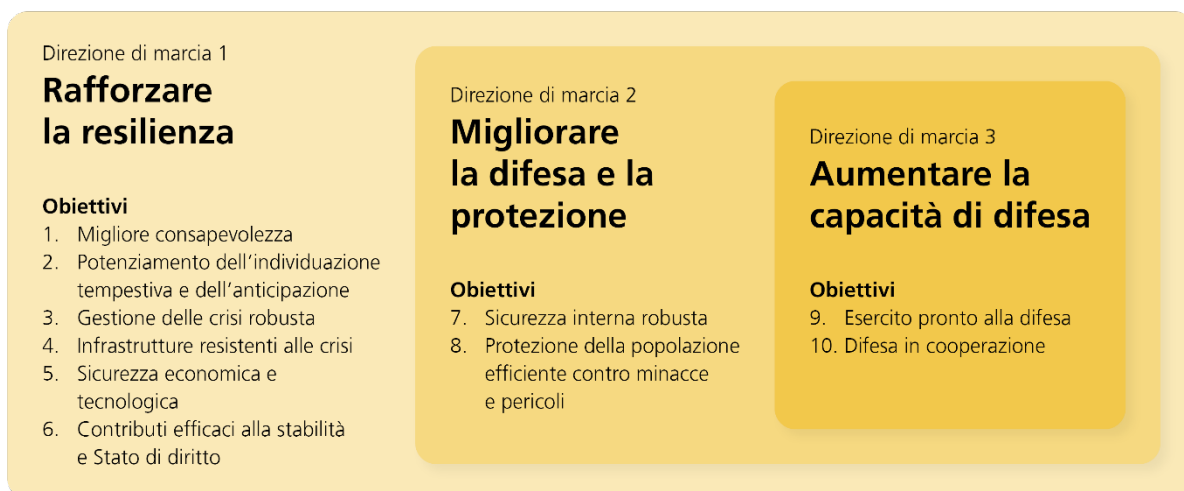 Direzione di marcia 1
Rafforzare
la resilienza
Obiettivi
1. Migliore consapevolezza
2. Potenziamento dell'individuazione
tempestiva e dell'anticipazione
3. Gestione delle crisi robusta
4. Infrastrutture resistenti alle crisi
5. Sicurezza economica e
tecnologica
6. Contributi efficaci alla stabilità
e Stato di diritto
Direzione di marcia 2
Migliorare
la difesa e la
protezione
Obiettivi
7. Sicurezza interna robusta
8. Protezione della popolazione
efficiente contro minacce
e pericoli
Direzione di marcia 3
Aumentare la
capacità di difesa
Obiettivi
9. Esercito pronto alla difesa
10. Difesa in cooperazione